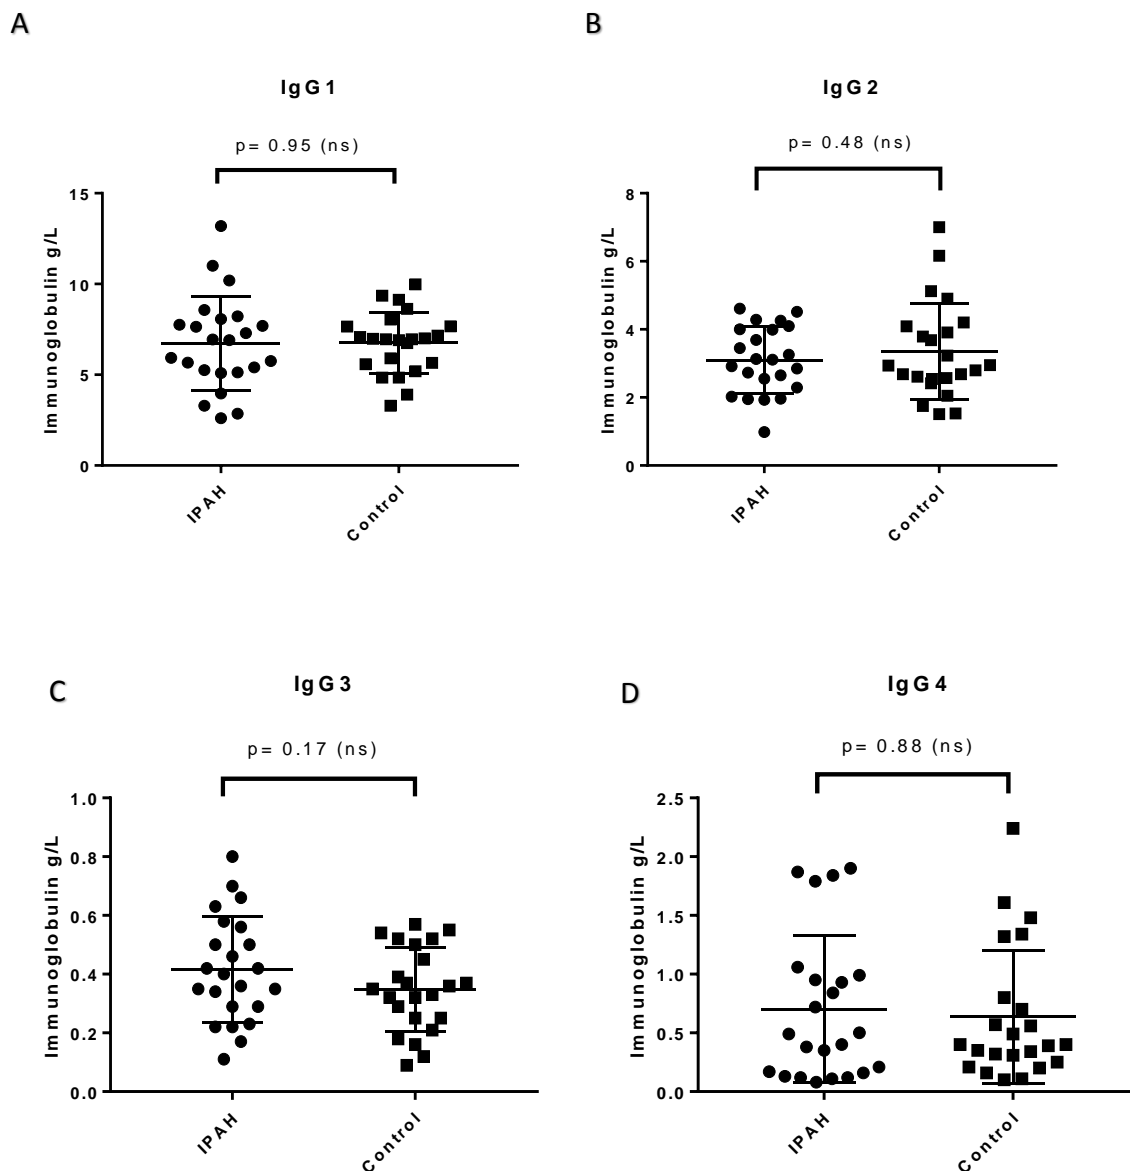 A
B
IgG1
IgG2
p= 0.95 (ns)
p= 0.48 (ns)
Immunoglobulin g/L
15
10
5
0
IPAH
Control
Immunoglobulin g/L
8
6
4
2
0
IPAH
Control
C
D
IgG3
IgG4
p= 0.17 (ns)
p= 0.88 (ns)
Immunoglobulin g/L
1.0
0.8
0.6
0.4
0.2
0.0
IPAH
Control
Immunoglobulin g/L
2.5
2.0
1.5
1.0
0.5
0.0
IPAH
Control